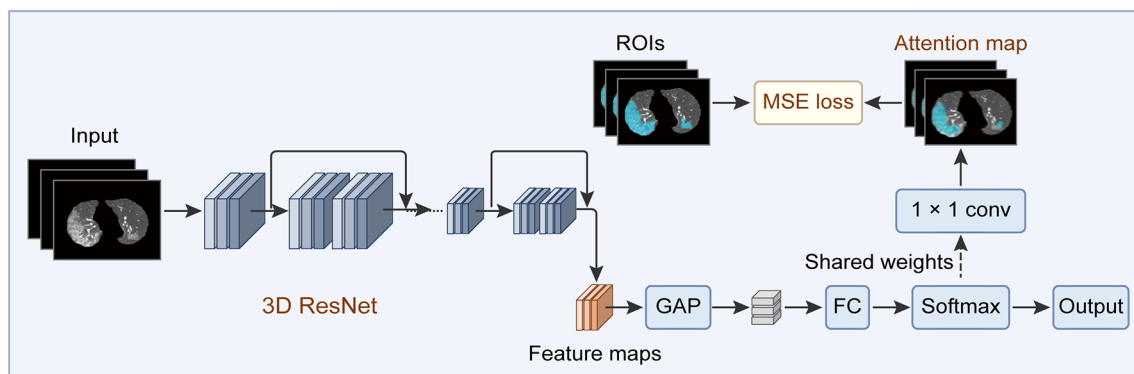 ROIs
Attention map
MSE loss
Input
1 × 1 conv
Shared weights
3D ResNet
GAP
FC
Softmax
Output
Feature maps